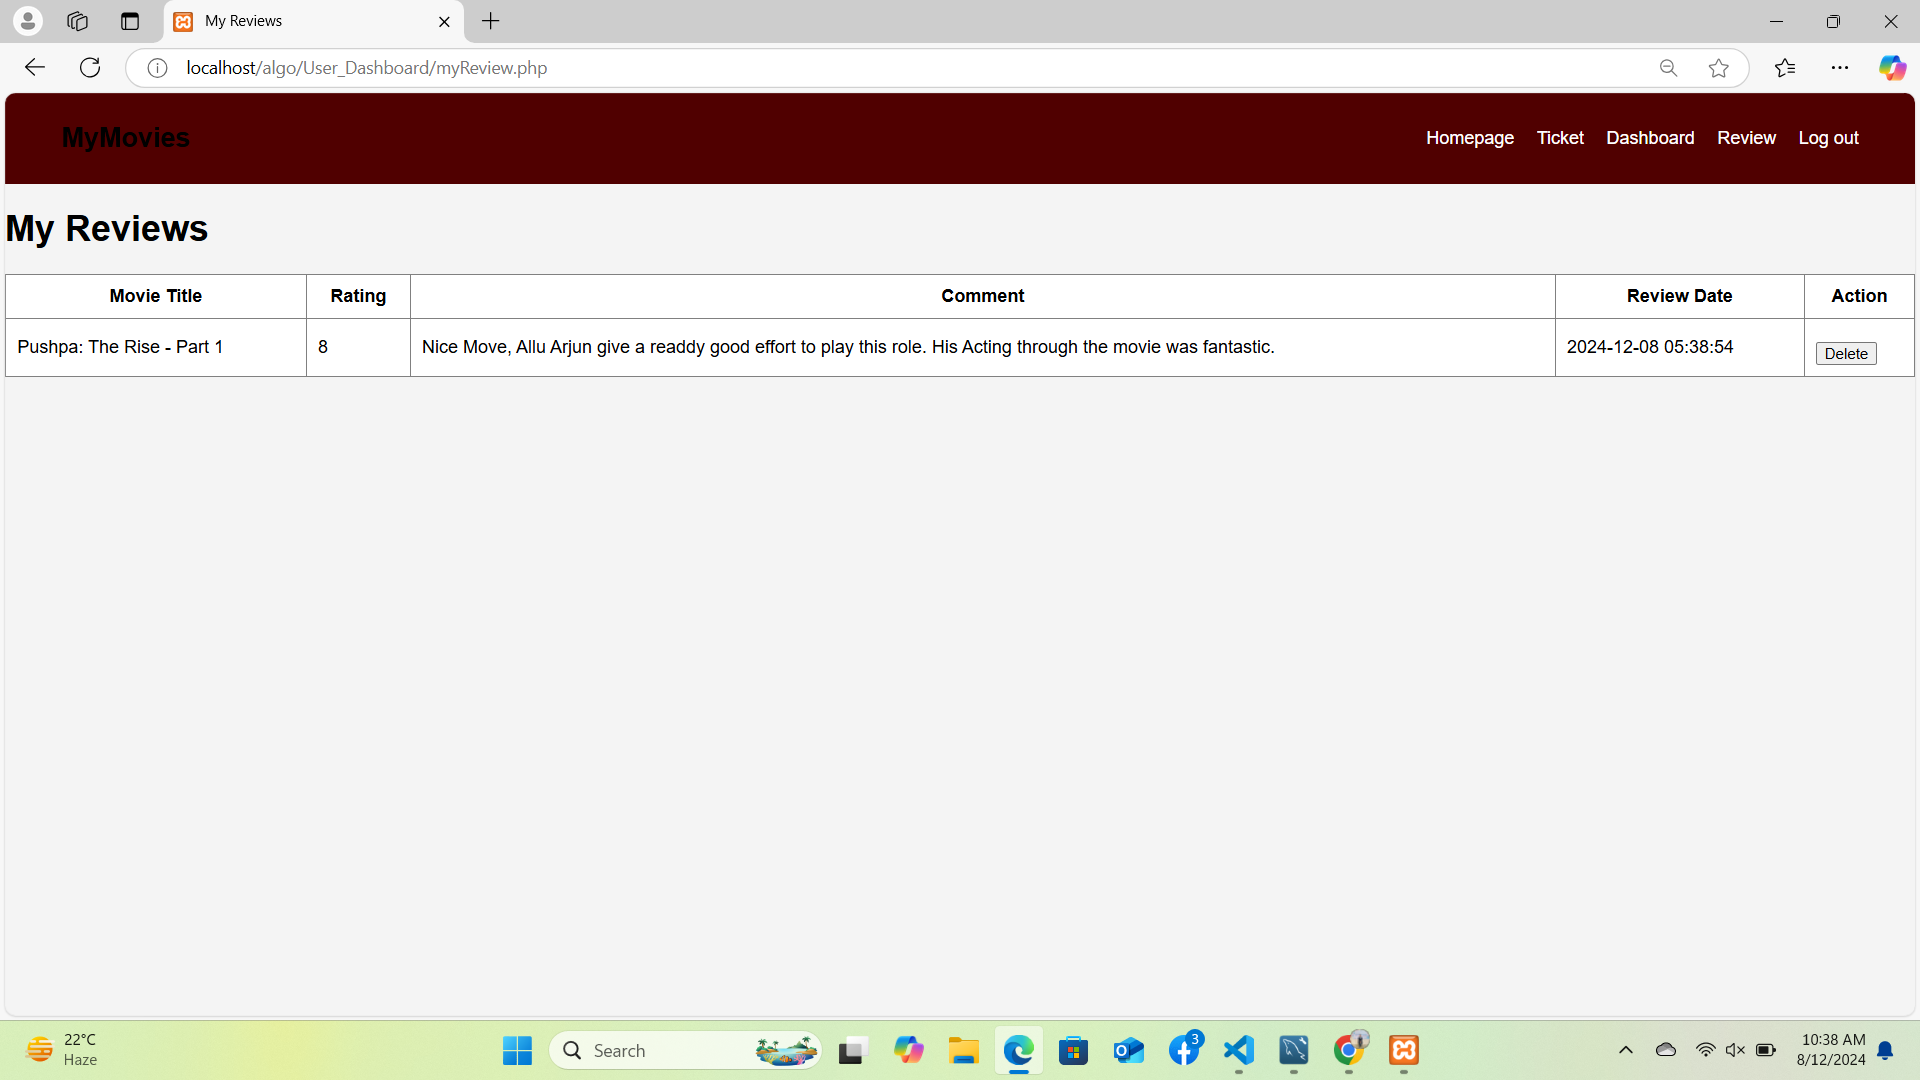 My Reviews
localhost/algo/User_Dashboard/myReview.php
MyMovies
Homepage Ticket Dashboard Review Log out
My Reviews
Movie Title Rating Comment Review Date Action
Pushpa: The Rise - Part 1 8 Nice Move, Allu Arjun give a readdy good effort to play this role. His Acting through the movie was fantastic. 2024-12-08 05:38:54 Delete
22°C
Haze
Search
3
10:38 AM
8/12/2024